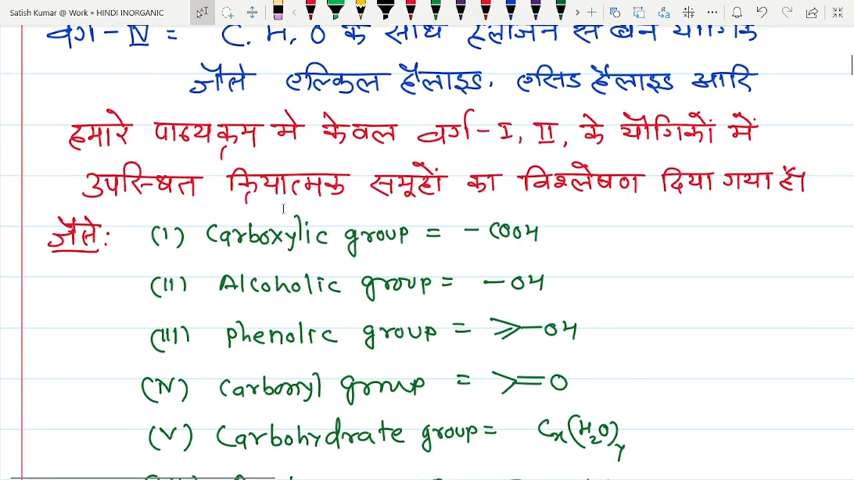 Satish Kumar @ Work » HINDI INORGANIC
वर्ग-IV = C, H, O के साथ हैलोजन से बने यौगिक
जैसे एल्किल हैलाइड, एसिड हैलाइड आदि
हमारे पाठ्यक्रम मे केवल वर्ग-I, II, के यौगिकों में
उपस्थित क्रियात्मक समूहों का विश्लेषण दिया गया है।
जैसे: (I) Carboxylic group = -COOH
(II) Alcoholic group = -OH
(III) Phenolic group = ⩾-OH
(IV) Carbonyl group = >=O
(V) Carbohydrate group = Cx(H2O)y